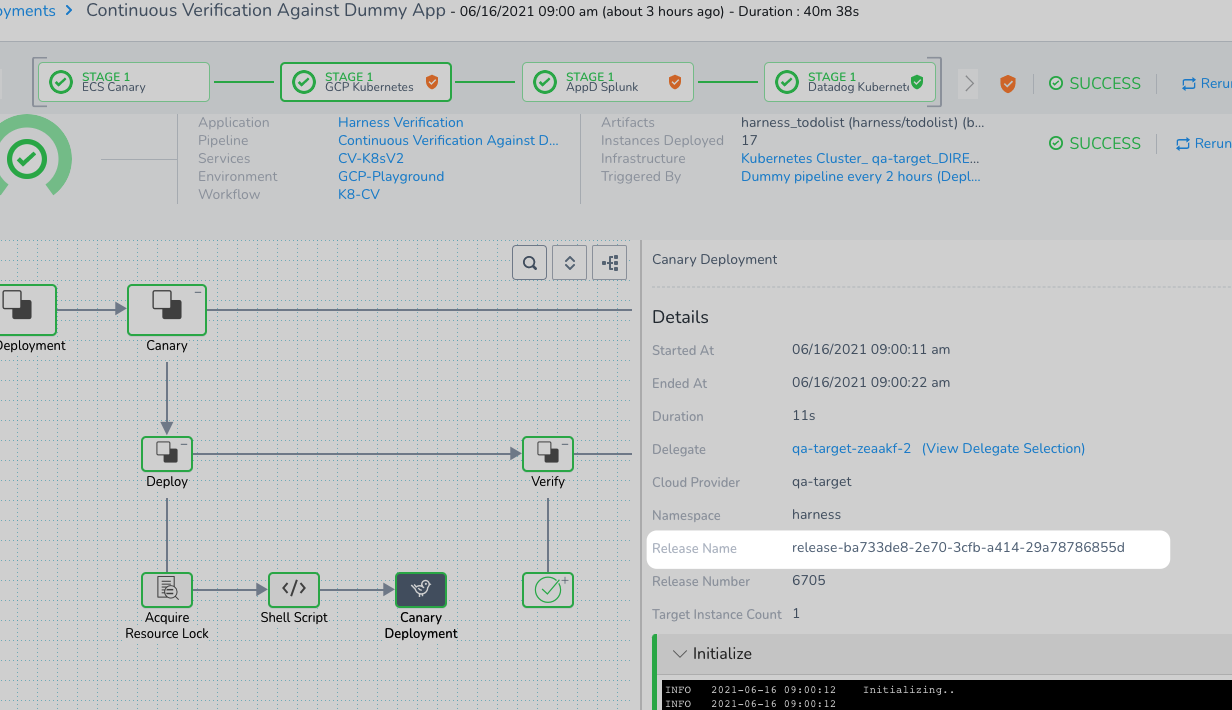 oyments > Continuous Verification Against Dummy App - 06/16/2021 09:00 am (about 3 hours ago) - Duration : 40m 38s
STAGE 1
ECS Canary
STAGE 1
GCP Kubernetes
STAGE 1
AppD Splunk
STAGE 1
Datadog Kubernete
SUCCESS
Rerun
Application Harness Verification
Pipeline Continuous Verification Against D...
Services CV-K8sV2
Environment GCP-Playground
Workflow K8-CV
Artifacts harness_todolist (harness/todolist) (b...
Instances Deployed 17
Infrastructure Kubernetes Cluster_ qa-target_DIRE...
Triggered By Dummy pipeline every 2 hours (Depl...
SUCCESS
Rerun
Deployment
Canary
Deploy
Verify
Acquire
Resource Lock
Shell Script
Canary
Deployment
Canary Deployment
Details
Started At 06/16/2021 09:00:11 am
Ended At 06/16/2021 09:00:22 am
Duration 11s
Delegate qa-target-zeaakf-2 (View Delegate Selection)
Cloud Provider qa-target
Namespace harness
Release Name release-ba733de8-2e70-3cfb-a414-29a78786855d
Release Number 6705
Target Instance Count 1
Initialize
INFO 2021-06-16 09:00:12 Initializing..
INFO 2021-06-16 09:00:12